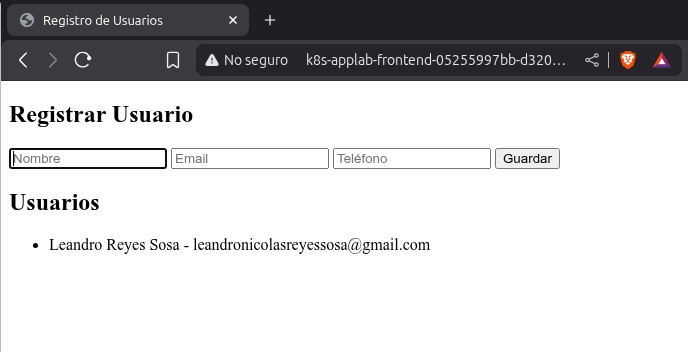 Registro de Usuarios
No seguro k8s-applab-frontend-05255997bb-d320…
Registrar Usuario
Nombre Email Teléfono Guardar
Usuarios
Leandro Reyes Sosa - leandronicolasreyessosa@gmail.com